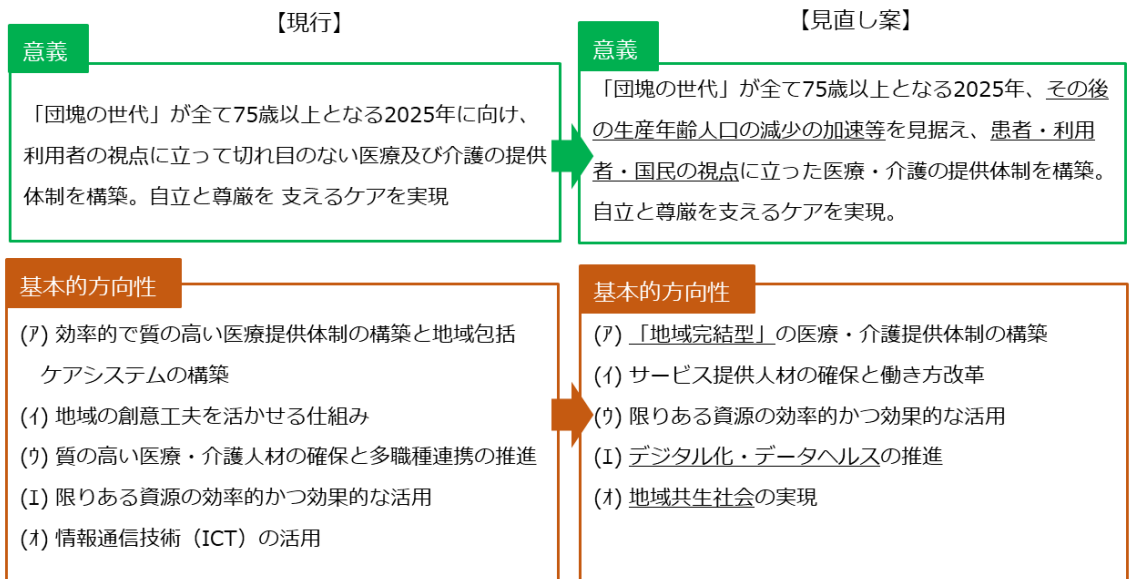 【現行】
意義
「団塊の世代」が全て75歳以上となる2025年に向け、
利用者の視点に立って切れ目のない医療及び介護の提供
体制を構築。自立と尊厳を 支えるケアを実現
基本的方向性
(ｱ) 効率的で質の高い医療提供体制の構築と地域包括
ケアシステムの構築
(ｲ) 地域の創意工夫を活かせる仕組み
(ｳ) 質の高い医療・介護人材の確保と多職種連携の推進
(ｴ) 限りある資源の効率的かつ効果的な活用
(ｵ) 情報通信技術（ICT）の活用
【見直し案】
意義
「団塊の世代」が全て75歳以上となる2025年、その後
の生産年齢人口の減少の加速等を見据え、患者・利用
者・国民の視点に立った医療・介護の提供体制を構築。
自立と尊厳を支えるケアを実現。
基本的方向性
(ｱ) 「地域完結型」の医療・介護提供体制の構築
(ｲ) サービス提供人材の確保と働き方改革
(ｳ) 限りある資源の効率的かつ効果的な活用
(ｴ) デジタル化・データヘルスの推進
(ｵ) 地域共生社会の実現